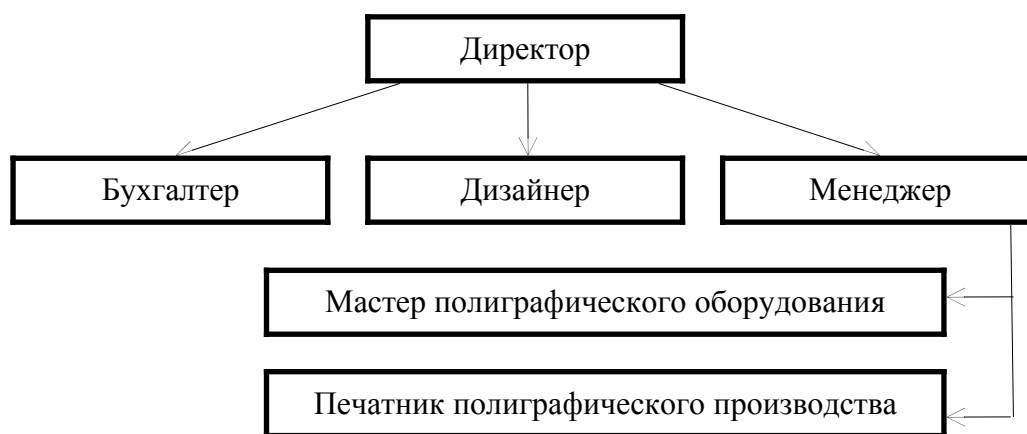 Директор
Бухгалтер
Дизайнер
Менеджер
Мастер полиграфического оборудования
Печатник полиграфического производства